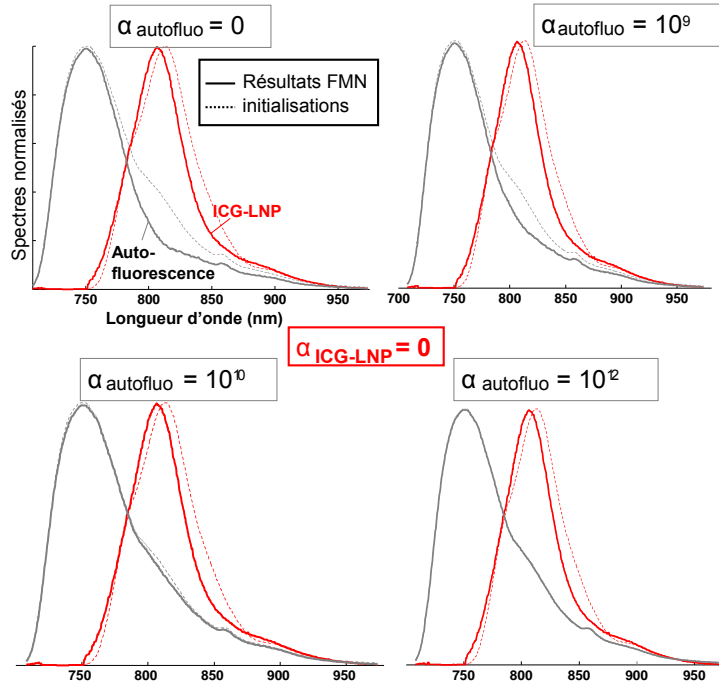 α autofluo = 0
α autofluo = 10⁹
Spectres normalisés
Résultats FMN
initialisations
ICG-LNP
Auto-
fluorescence
750 800 850 900 950
Longueur d'onde (nm)
700 750 800 850 900 950
α ICG-LNP = 0
α autofluo = 10¹⁰
α autofluo = 10¹²
750 800 850 900 950
750 800 850 900 950